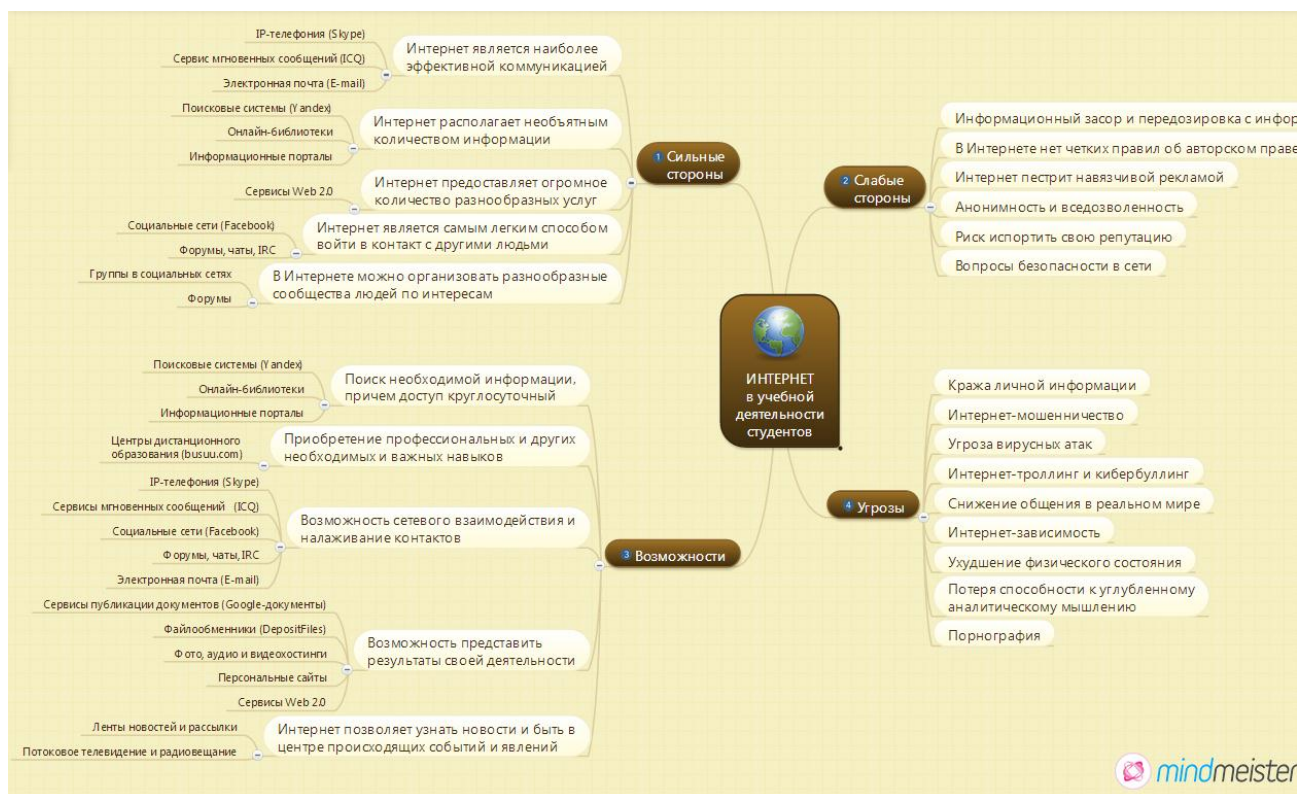 IP-телефония (Skype)
Сервис мгновенных сообщений (ICQ)
Электронная почта (E-mail)
Интернет является наиболее
эффективной коммуникацией
Поисковые системы (Yandex)
Онлайн-библиотеки
Информационные порталы
Интернет располагает необъятным
количеством информации
Сервисы Web 2.0
Интернет предоставляет огромное
количество разнообразных услуг
Социальные сети (Facebook)
Форумы, чаты, IRC
Интернет является самым легким способом
войти в контакт с другими людьми
Группы в социальных сетях
Форумы
В Интернете можно организовать разнообразные
сообщества людей по интересам
1 Сильные
стороны
2 Слабые
стороны
Информационный засор и передозировка с инфор
В Интернете нет четких правил об авторском праве
Интернет пестрит навязчивой рекламой
Анонимность и вседозволенность
Риск испортить свою репутацию
Вопросы безопасности в сети
ИНТЕРНЕТ
в учебной
деятельности
студентов
Поисковые системы (Yandex)
Онлайн-библиотеки
Информационные порталы
Поиск необходимой информации,
причем доступ круглосуточный
Центры дистанционного
образования (busuu.com)
Приобретение профессиональных и других
необходимых и важных навыков
IP-телефония (Skype)
Сервисы мгновенных сообщений (ICQ)
Социальные сети (Facebook)
Форумы, чаты, IRC
Электронная почта (E-mail)
Возможность сетевого взаимодействия и
налаживание контактов
Сервисы публикации документов (Google-документы)
Файлообменники (DepositFiles)
Фото, аудио и видеохостинги
Персональные сайты
Сервисы Web 2.0
Возможность представить
результаты своей деятельности
Ленты новостей и рассылки
Потоковое телевидение и радиовещание
Интернет позволяет узнать новости и быть в
центре происходящих событий и явлений
3 Возможности
4 Угрозы
Кража личной информации
Интернет-мошенничество
Угроза вирусных атак
Интернет-троллинг и кибербуллинг
Снижение общения в реальном мире
Интернет-зависимость
Ухудшение физического состояния
Потеря способности к углубленному
аналитическому мышлению
Порнография
mindmeister